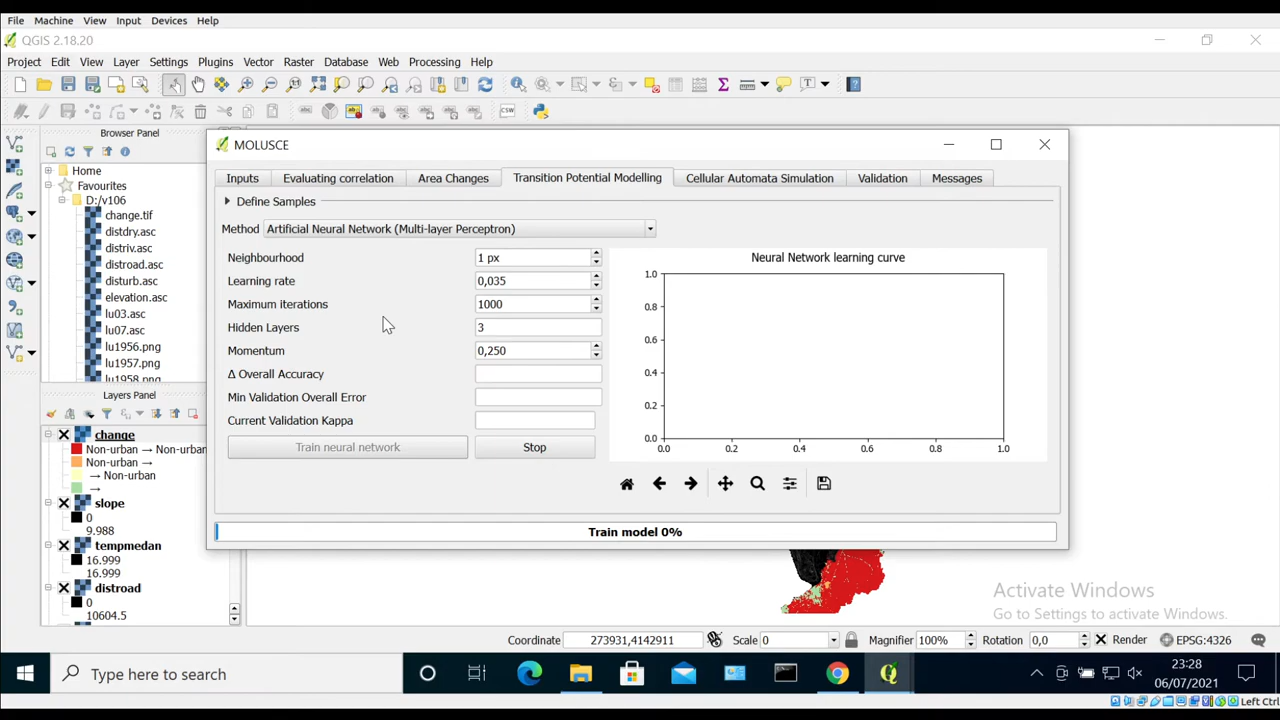 File Machine View Input Devices Help
QGIS 2.18.20
Project Edit View Layer Settings Plugins Vector Raster Database Web Processing Help
Browser Panel
Home
Favourites
D:/v106
change.tif
distdry.asc
distriv.asc
distroad.asc
disturb.asc
elevation.asc
lu03.asc
lu07.asc
lu1956.png
lu1957.png
lu1958.png
Layers Panel
change
Non-urban → Non-urban
Non-urban →
→ Non-urban
→
slope
0
9.988
tempmedan
16.999
16.999
distroad
0
10604.5
MOLUSCE
Inputs Evaluating correlation Area Changes Transition Potential Modelling Cellular Automata Simulation Validation Messages
Define Samples
Method Artificial Neural Network (Multi-layer Perceptron)
Neighbourhood 1 px
Learning rate 0,035
Maximum iterations 1000
Hidden Layers 3
Momentum 0,250
Δ Overall Accuracy
Min Validation Overall Error
Current Validation Kappa
Train neural network Stop
Neural Network learning curve
1.0
0.8
0.6
0.4
0.2
0.0
0.0 0.2 0.4 0.6 0.8 1.0
Train model 0%
Activate Windows
Go to Settings to activate Windows.
Coordinate 273931,4142911 Scale 0 Magnifier 100% Rotation 0,0 Render EPSG:4326
Type here to search
23:28
06/07/2021
Left Ctrl